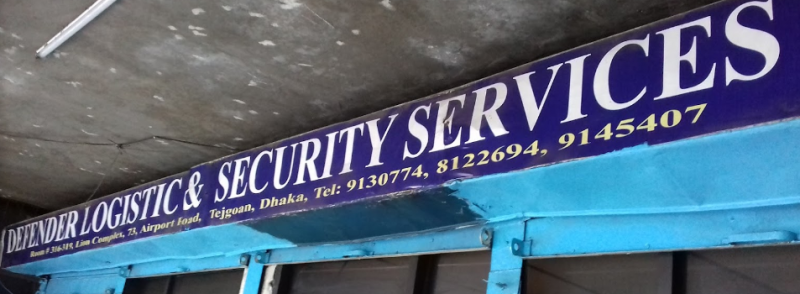 DEFENDER LOGISTIC & SECURITY SERVICES
Room # 316-319, Lion Complex, 73, Airport Road, Tejgoan, Dhaka, Tel: 9130774, 8122694, 9145407